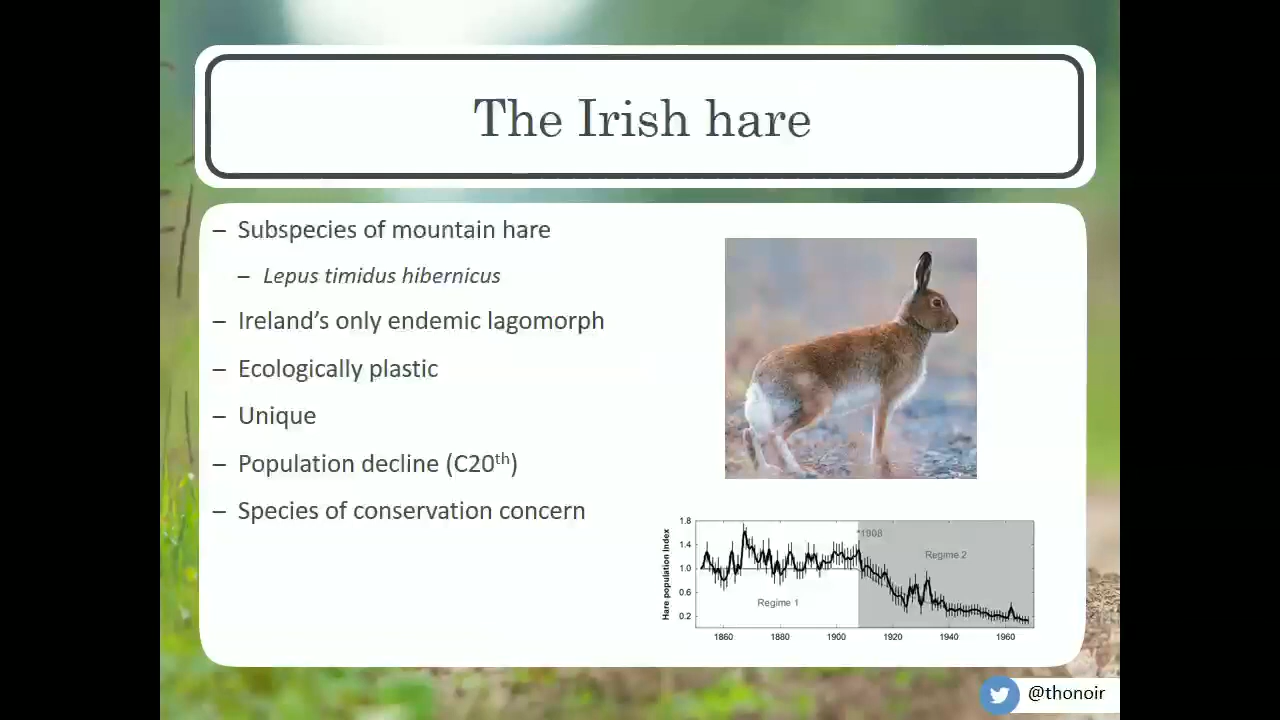 The Irish hare
– Subspecies of mountain hare
– Lepus timidus hibernicus
– Ireland's only endemic lagomorph
– Ecologically plastic
– Unique
– Population decline (C20th)
– Species of conservation concern
Hare population index
1.8
1.4
1.0
0.6
0.2
*1908
Regime 2
Regime 1
1860 1880 1900 1920 1940 1960
@thonoir